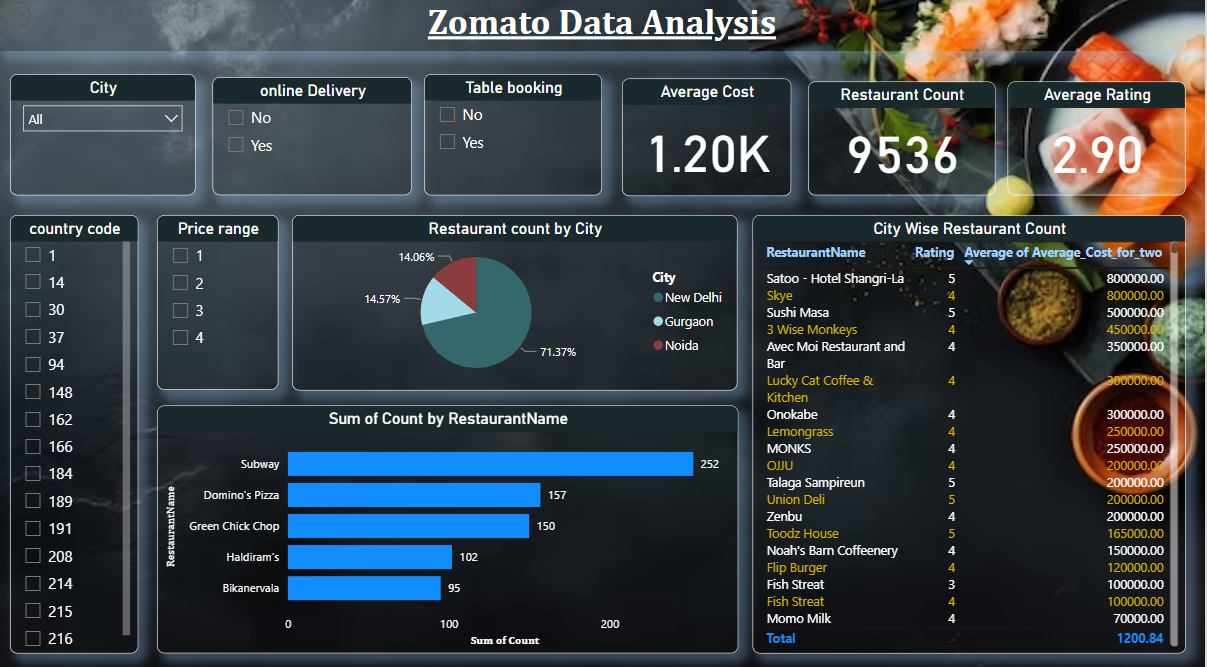 Zomato Data Analysis
City
All
online Delivery
No
Yes
Table booking
No
Yes
Average Cost
1.20K
Restaurant Count
9536
Average Rating
2.90
country code
1
14
30
37
94
148
162
166
184
189
191
208
214
215
216
Price range
1
2
3
4
Restaurant count by City
14.06%
14.57%
71.37%
City
New Delhi
Gurgaon
Noida
Sum of Count by RestaurantName
RestaurantName
Subway 252
Domino's Pizza 157
Green Chick Chop 150
Haldiram's 102
Bikanervala 95
0 100 200
Sum of Count
City Wise Restaurant Count
RestaurantName Rating Average of Average_Cost_for_two
Satoo - Hotel Shangri-La 5 800000.00
Skye 4 800000.00
Sushi Masa 5 500000.00
3 Wise Monkeys 4 450000.00
Avec Moi Restaurant and 4 350000.00
Bar
Lucky Cat Coffee & 4 300000.00
Kitchen
Onokabe 4 300000.00
Lemongrass 4 250000.00
MONKS 4 250000.00
OJJU 4 200000.00
Talaga Sampireun 5 200000.00
Union Deli 5 200000.00
Zenbu 4 200000.00
Toodz House 5 165000.00
Noah's Barn Coffeenery 4 150000.00
Flip Burger 4 120000.00
Fish Streat 3 100000.00
Fish Streat 4 100000.00
Momo Milk 4 70000.00
Total 1200.84